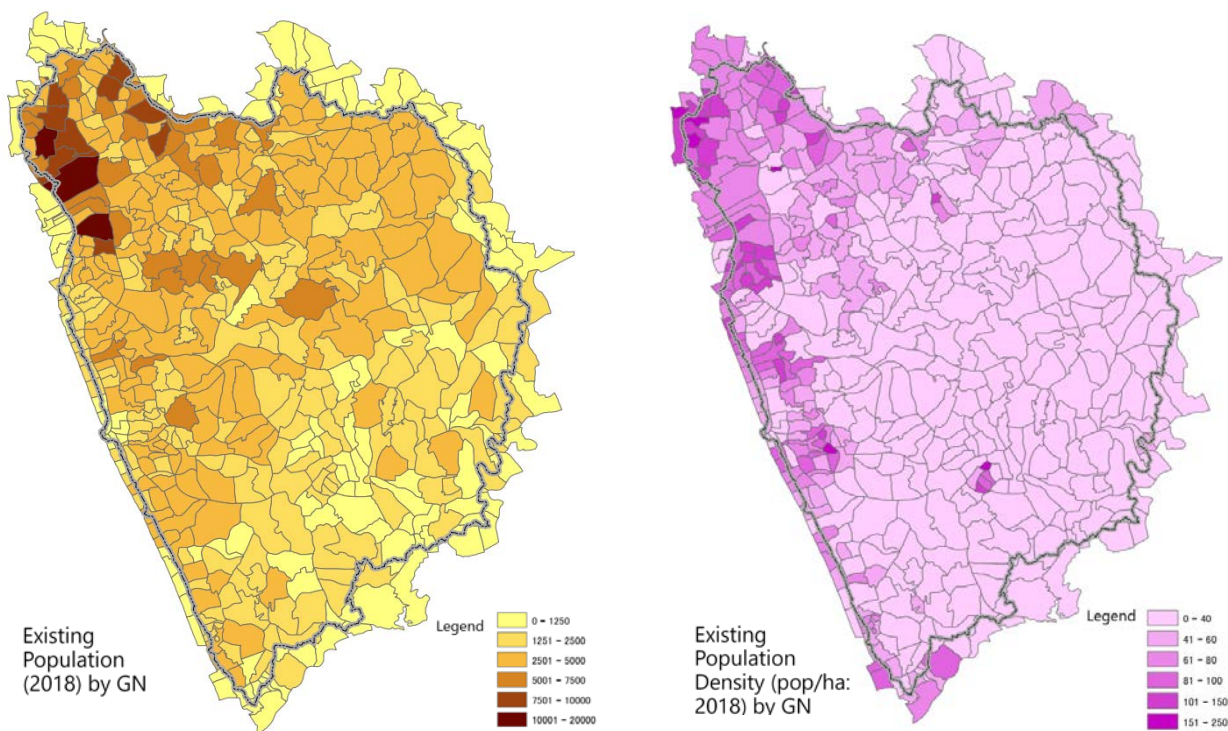 Existing
Population
(2018) by GN
Legend
0 - 1250
1251 - 2500
2501 - 5000
5001 - 7500
7501 - 10000
10001 - 20000
Existing
Population
Density (pop/ha:
2018) by GN
Legend
0 - 40
41 - 60
61 - 80
81 - 100
101 - 150
151 - 250